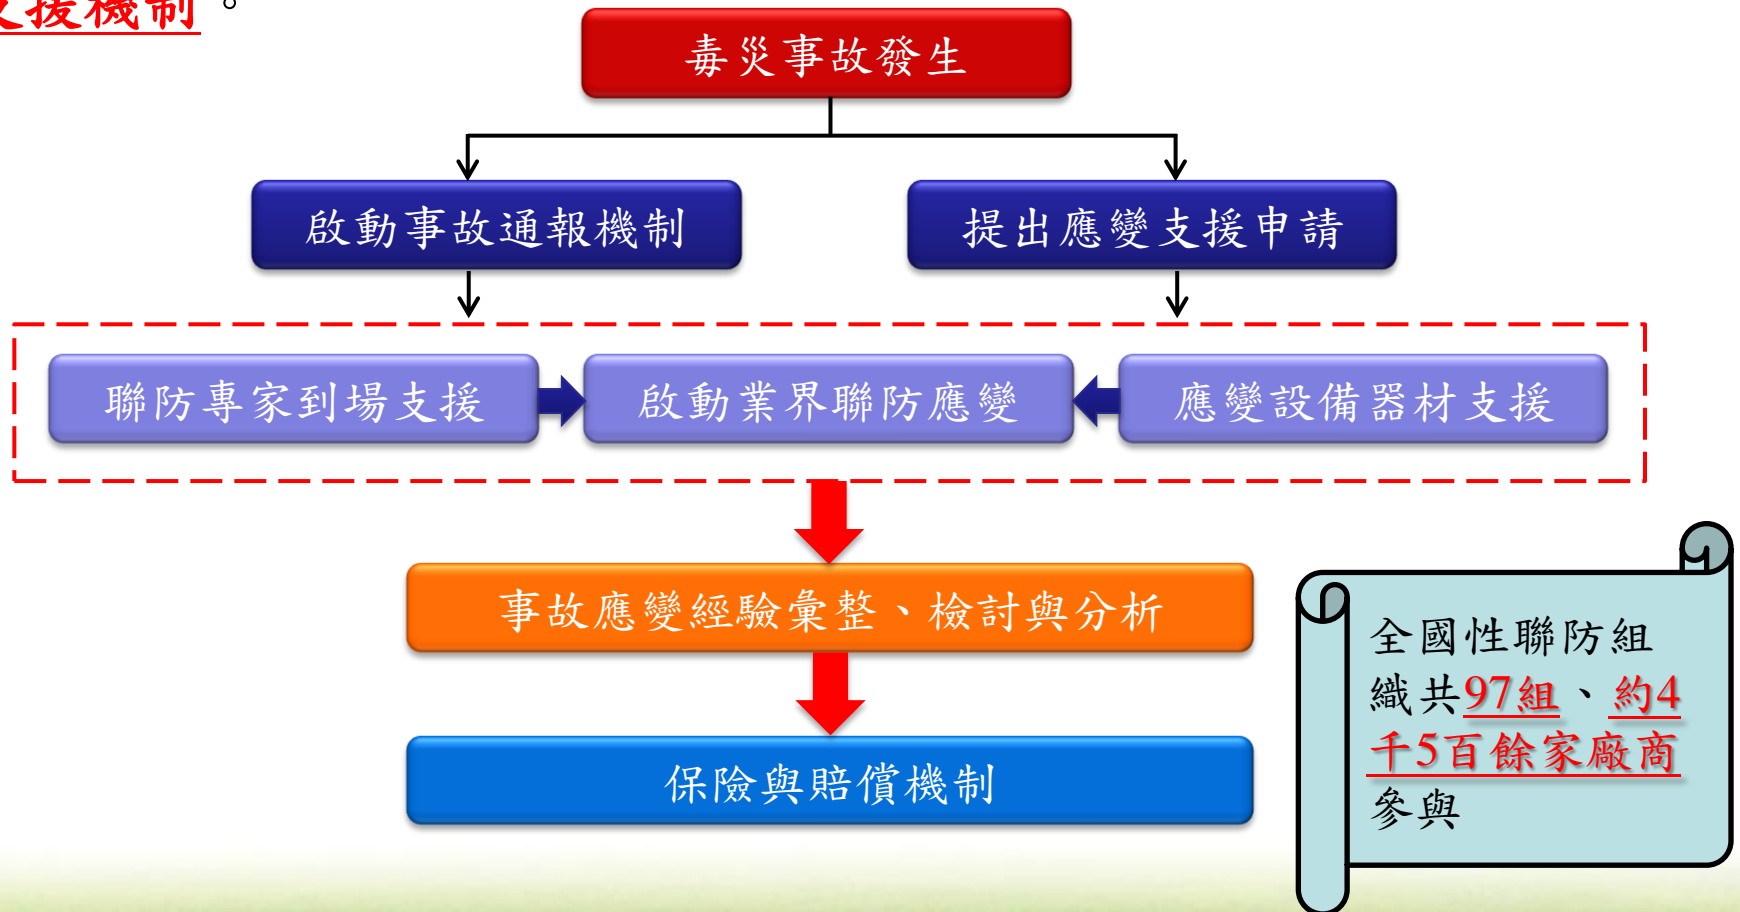 支援機制。
毒災事故發生
啟動事故通報機制
提出應變支援申請
聯防專家到場支援
啟動業界聯防應變
應變設備器材支援
事故應變經驗彙整、檢討與分析
保險與賠償機制
全國性聯防組
織共97組、約4
千5百餘家廠商
參與